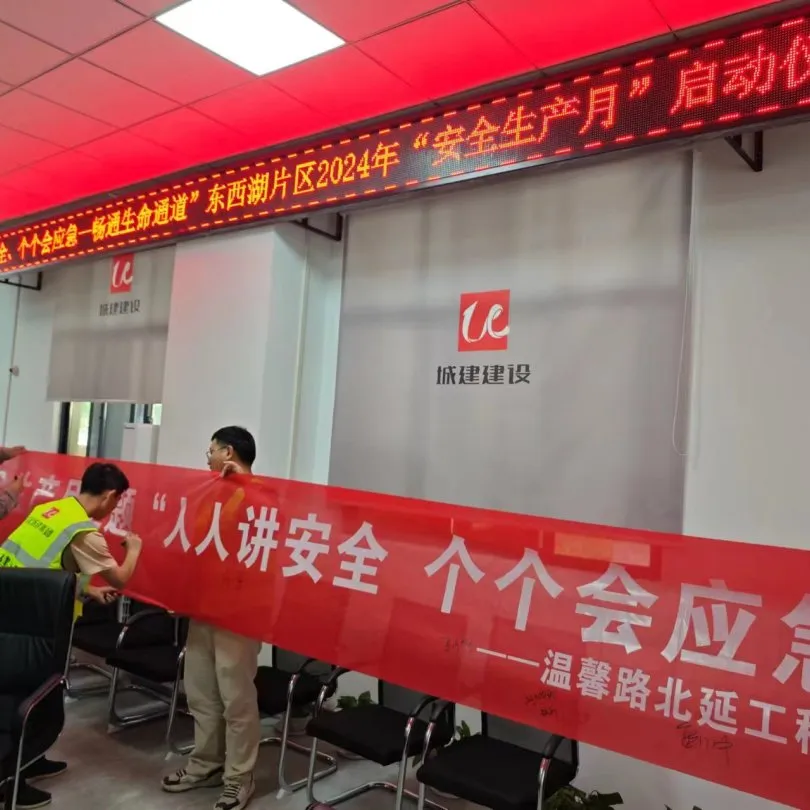 全、个个会应急—畅通生命通道”东西湖片区2024年“安全生产月”启动仪
城建建设
城建建设
“人人讲安全 个个会应急
——温馨路北延工程